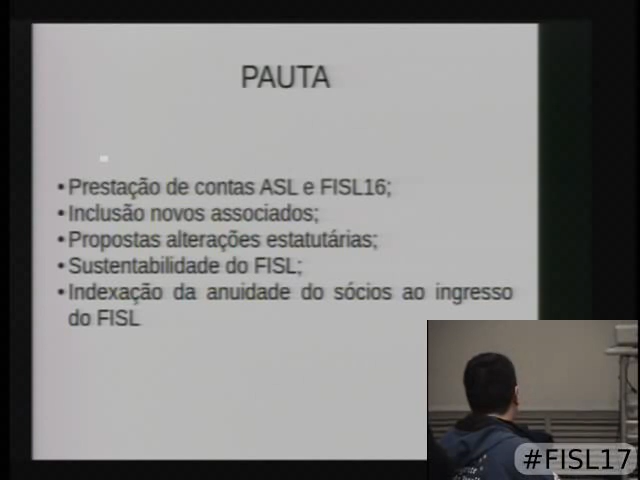 PAUTA
• Prestação de contas ASL e FISL16;
• Inclusão novos associados;
• Propostas alterações estatutárias;
• Sustentabilidade do FISL;
• Indexação da anuidade do sócios ao ingresso
do FISL
#FISL17